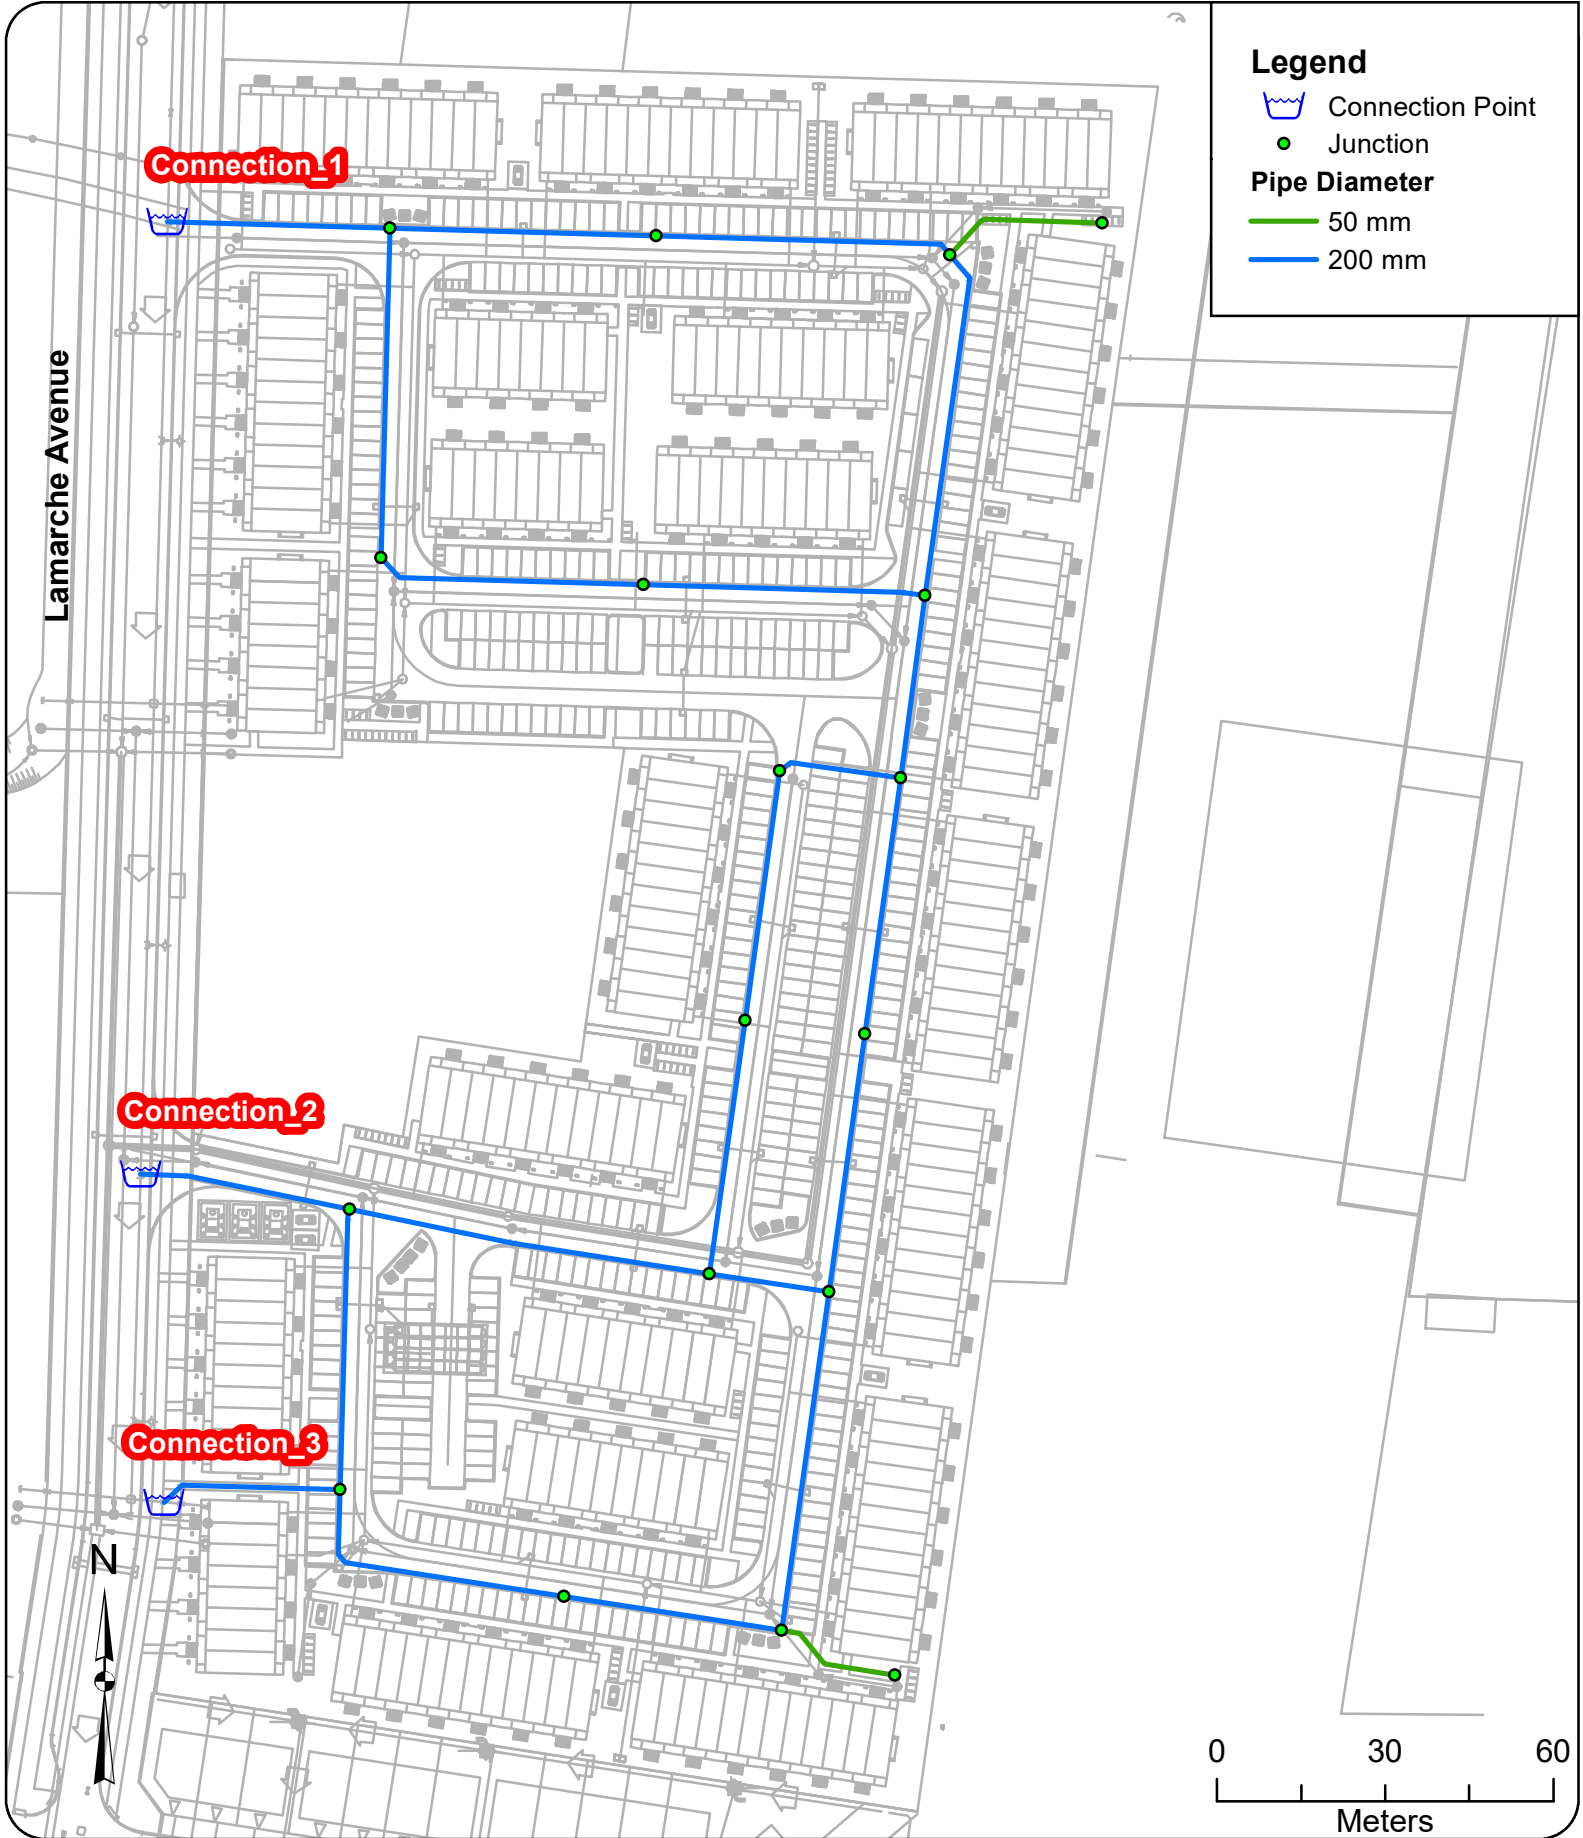 Legend
Connection Point
Junction
Pipe Diameter
50 mm
200 mm
Connection_1
Lamarche Avenue
Connection_2
Connection_3
N
0 30 60
Meters